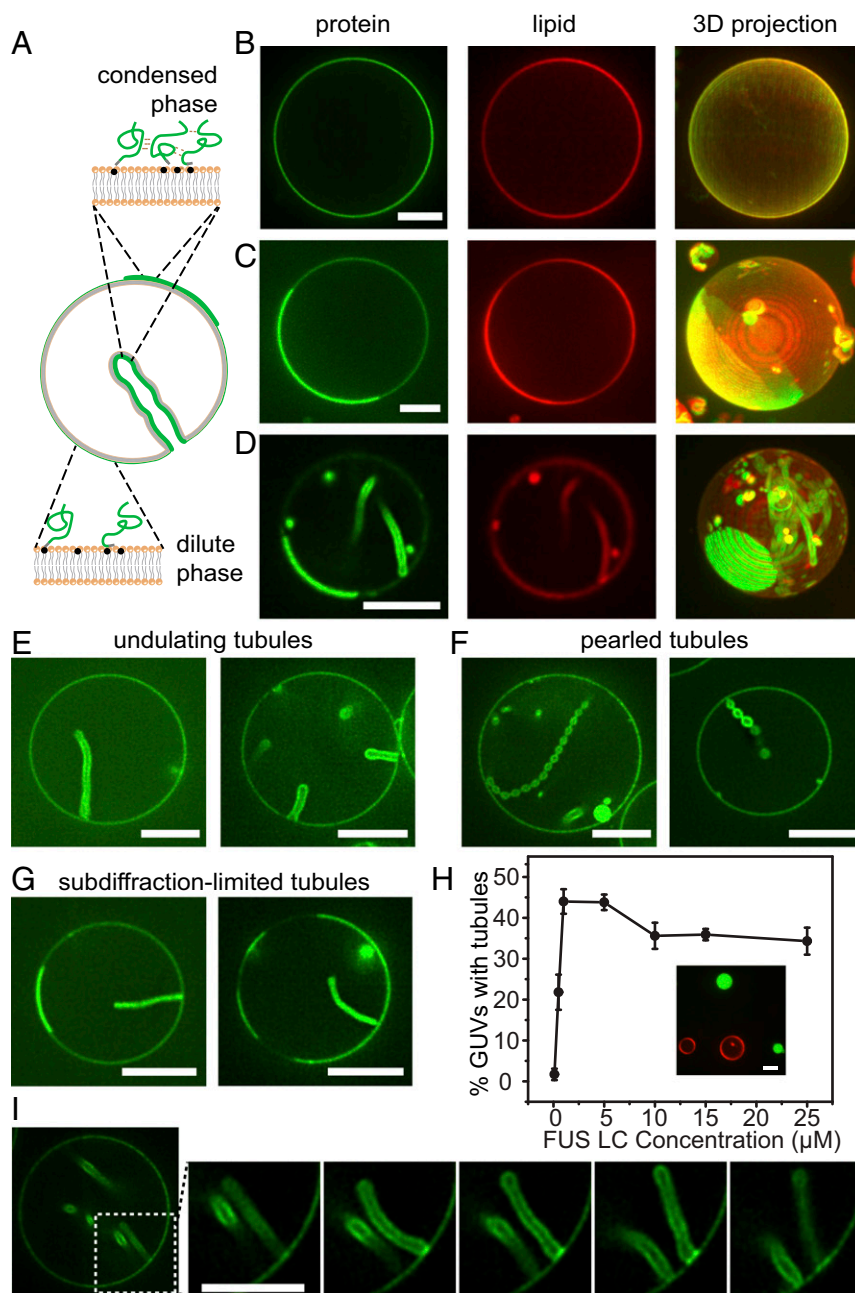 A
condensed
phase
dilute
phase
protein
lipid
3D projection
B
C
D
E
undulating tubules
F
pearled tubules
G
subdiffraction-limited tubules
H
% GUVs with tubules
50
40
30
20
10
0
0
5
10
15
20
25
FUS LC Concentration (µM)
I